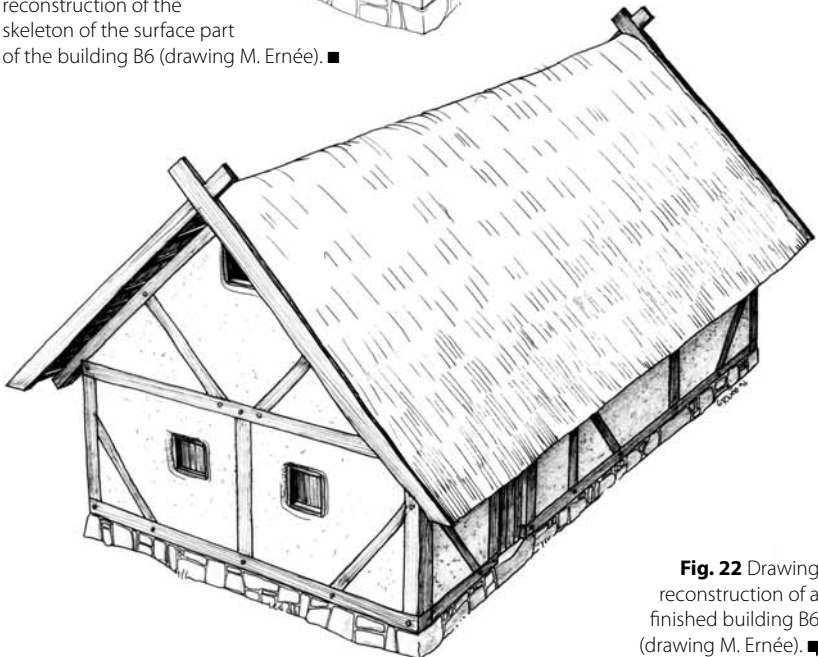 reconstruction of the
skeleton of the surface part
of the building B6 (drawing M. Ernée). ■
Fig. 22 Drawing
reconstruction of a
finished building B6
(drawing M. Ernée). ■